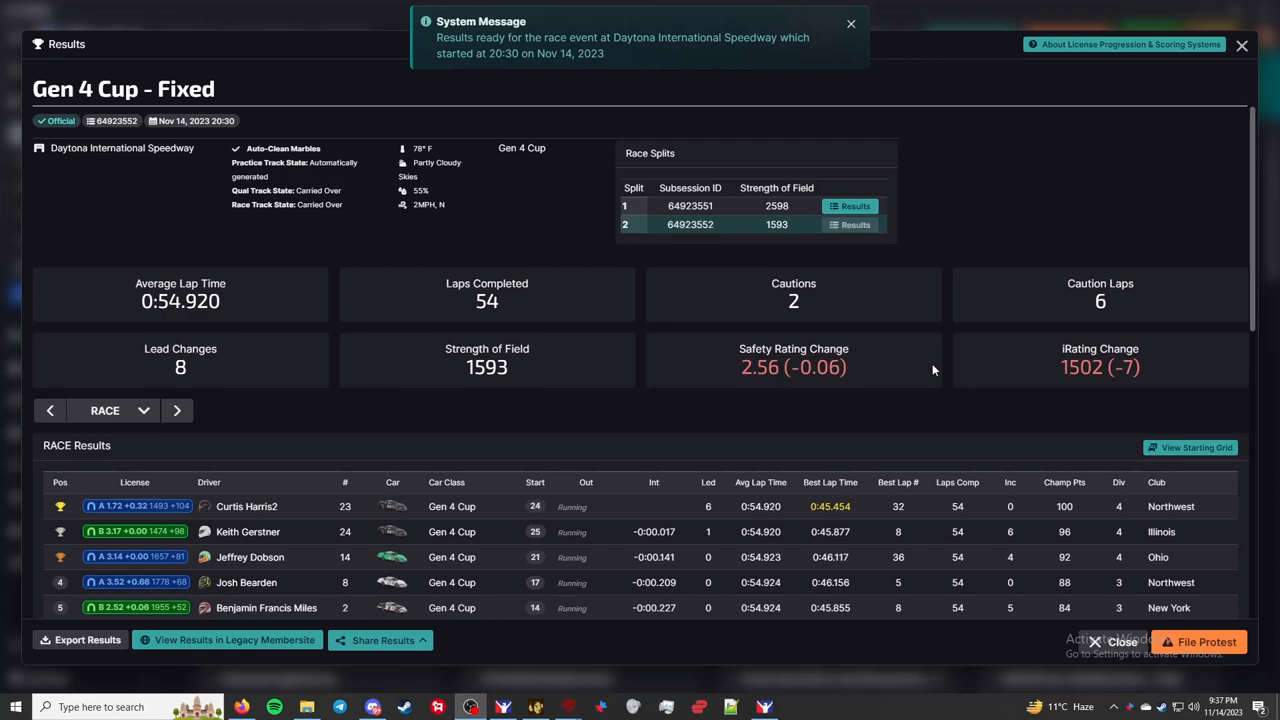 System Message
Results ready for the race event at Daytona International Speedway which
started at 20:30 on Nov 14, 2023
Results
About License Progression & Scoring Systems
Gen 4 Cup - Fixed
Official 64923552 Nov 14, 2023 20:30
Daytona International Speedway
Auto-Clean Marbles
Practice Track State: Automatically
generated
Qual Track State: Carried Over
Race Track State: Carried Over
78° F
Partly Cloudy
Skies
55%
2MPH, N
Gen 4 Cup
Race Splits
Split Subsession ID Strength of Field
1 64923551 2598 Results
2 64923552 1593 Results
Average Lap Time
0:54.920
Laps Completed
54
Cautions
2
Caution Laps
6
Lead Changes
8
Strength of Field
1593
Safety Rating Change
2.56 (-0.06)
iRating Change
1502 (-7)
RACE
RACE Results
View Starting Grid
Pos License Driver # Car Car Class Start Out Int Led Avg Lap Time Best Lap Time Best Lap # Laps Comp Inc Champ Pts Div Club
A 1.72 +0.32 1493 +104 Curtis Harris2 23 Gen 4 Cup 24 Running 6 0:54.920 0:45.454 32 54 0 100 4 Northwest
B 3.17 +0.00 1474 +98 Keith Gerstner 24 Gen 4 Cup 25 Running -0:00.017 1 0:54.920 0:45.877 8 54 6 96 4 Illinois
A 3.14 +0.00 1657 +81 Jeffrey Dobson 14 Gen 4 Cup 21 Running -0:00.141 0 0:54.923 0:46.117 36 54 4 92 4 Ohio
4 A 3.52 +0.66 1778 +68 Josh Bearden 8 Gen 4 Cup 17 Running -0:00.209 0 0:54.924 0:46.156 5 54 0 88 3 Northwest
5 B 2.52 +0.06 1955 +52 Benjamin Francis Miles 2 Gen 4 Cup 14 Running -0:00.227 0 0:54.924 0:45.855 8 54 5 84 3 New York
Export Results
View Results in Legacy Membersite
Share Results
Activate Windows
Go to Settings to activate Windows.
Close
File Protest
Type here to search
11°C Haze
9:37 PM
11/14/2023
2